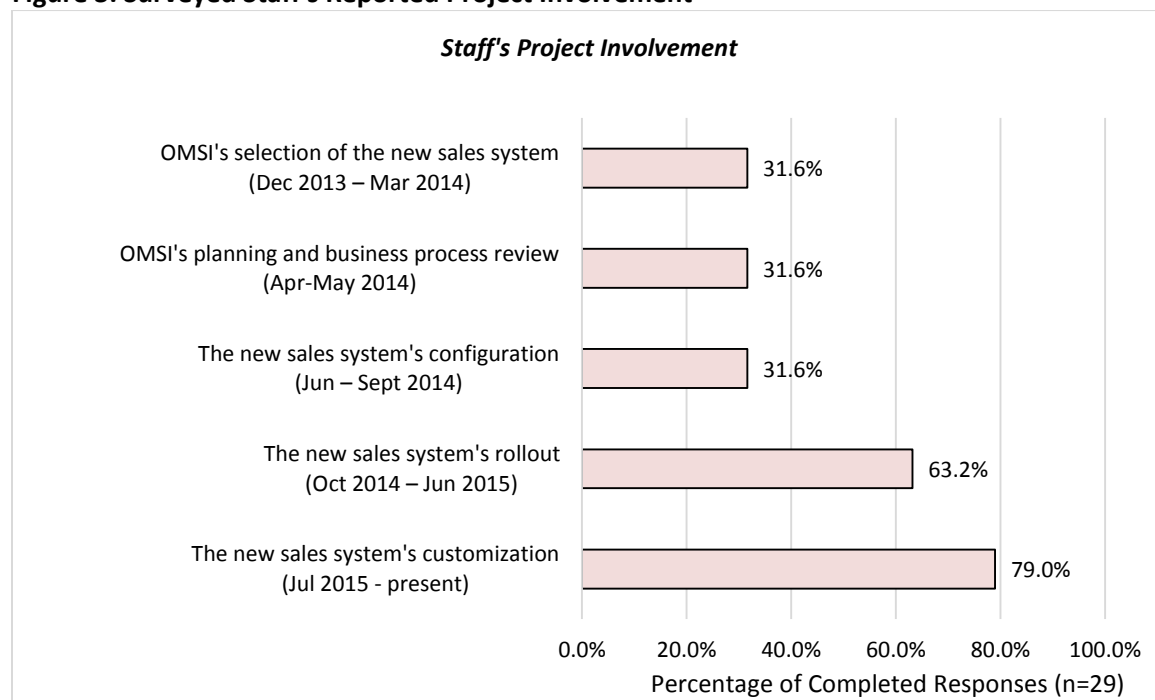 Staff's Project Involvement
OMSI's selection of the new sales system
(Dec 2013 – Mar 2014)
31.6%
OMSI's planning and business process review
(Apr-May 2014)
31.6%
The new sales system's configuration
(Jun – Sept 2014)
31.6%
The new sales system's rollout
(Oct 2014 – Jun 2015)
63.2%
The new sales system's customization
(Jul 2015 - present)
79.0%
0.0% 20.0% 40.0% 60.0% 80.0% 100.0%
Percentage of Completed Responses (n=29)